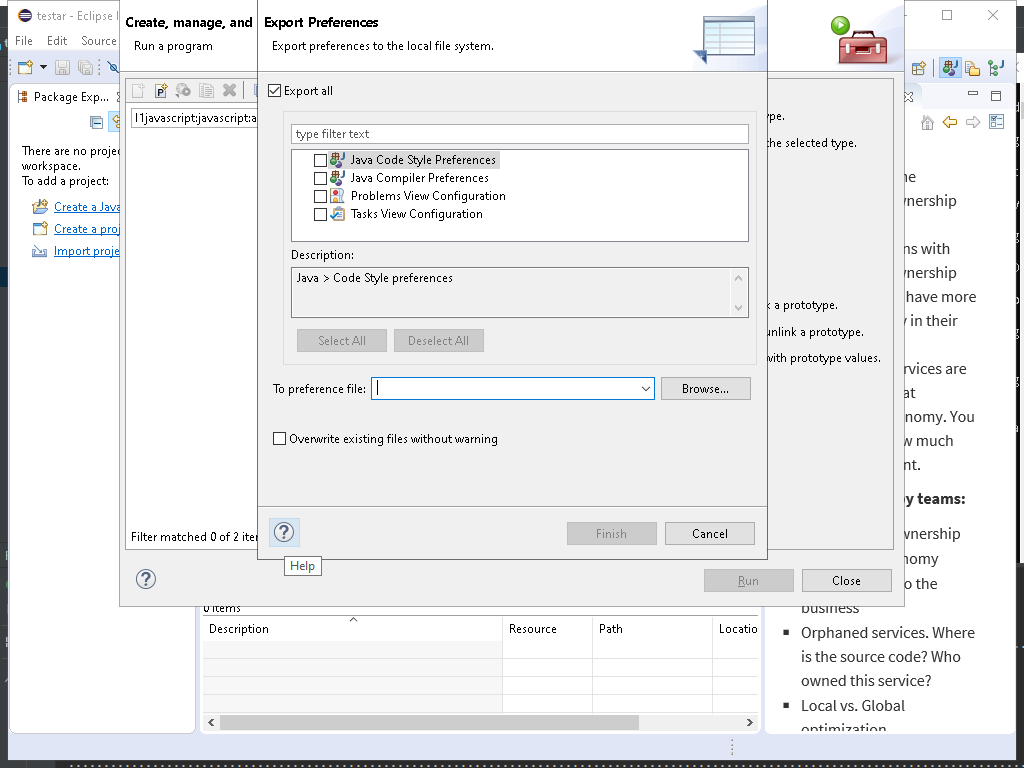 testar - Eclipse I
File Edit Source
Package Exp...
There are no proje
workspace.
To add a project:
Create a Java
Create a proj
Import proje
Create, manage, and
Run a program
l1javascript:javascript:a
Filter matched 0 of 2 iter
Export Preferences
Export preferences to the local file system.
Export all
type filter text
Java Code Style Preferences
Java Compiler Preferences
Problems View Configuration
Tasks View Configuration
Description:
Java > Code Style preferences
Select All Deselect All
To preference file: Browse...
Overwrite existing files without warning
Finish Cancel
Help
ype.
the selected type.
k a prototype.
unlink a prototype.
with prototype values.
Run Close
0 items
Description Resource Path Locatio
ne
wnership
ns with
wnership
have more
y in their
rvices are
at
nomy. You
w much
nt.
y teams:
wnership
nomy
o the
business
Orphaned services. Where
is the source code? Who
owned this service?
Local vs. Global
optimization